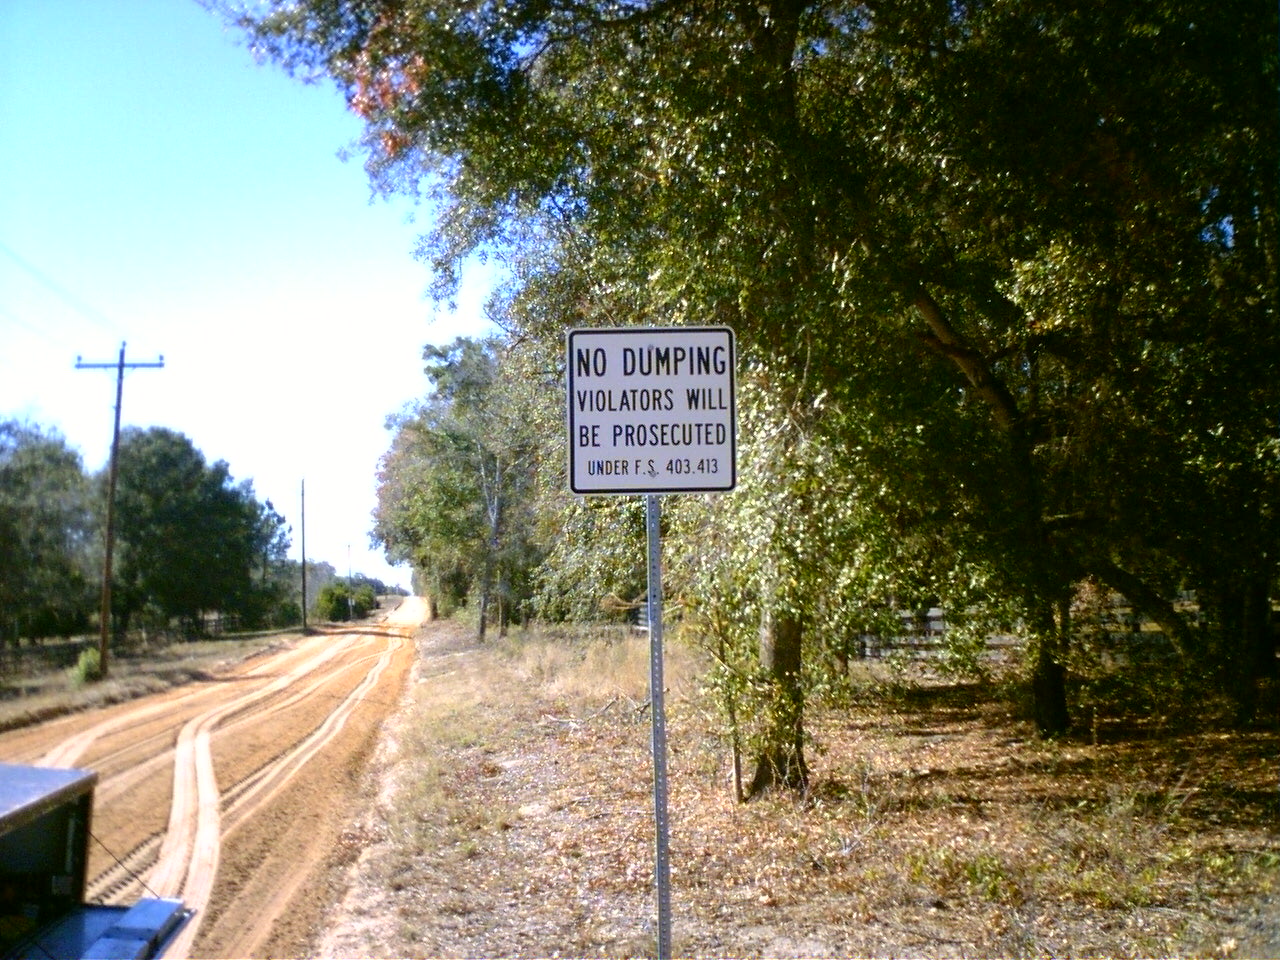 NO DUMPING
VIOLATORS WILL
BE PROSECUTED
UNDER F.S. 403.413